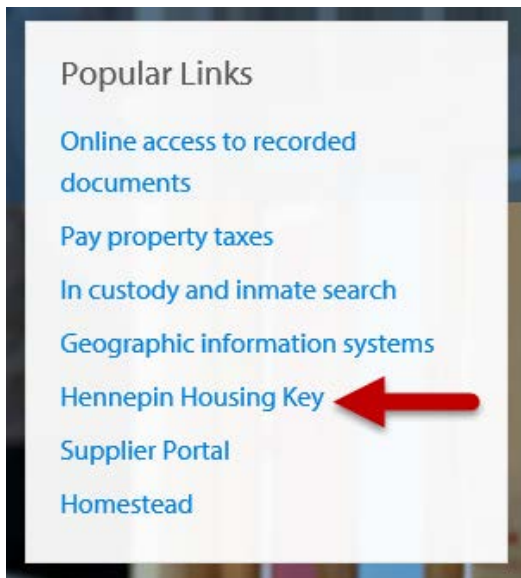 Popular Links
Online access to recorded
documents
Pay property taxes
In custody and inmate search
Geographic information systems
Hennepin Housing Key
Supplier Portal
Homestead